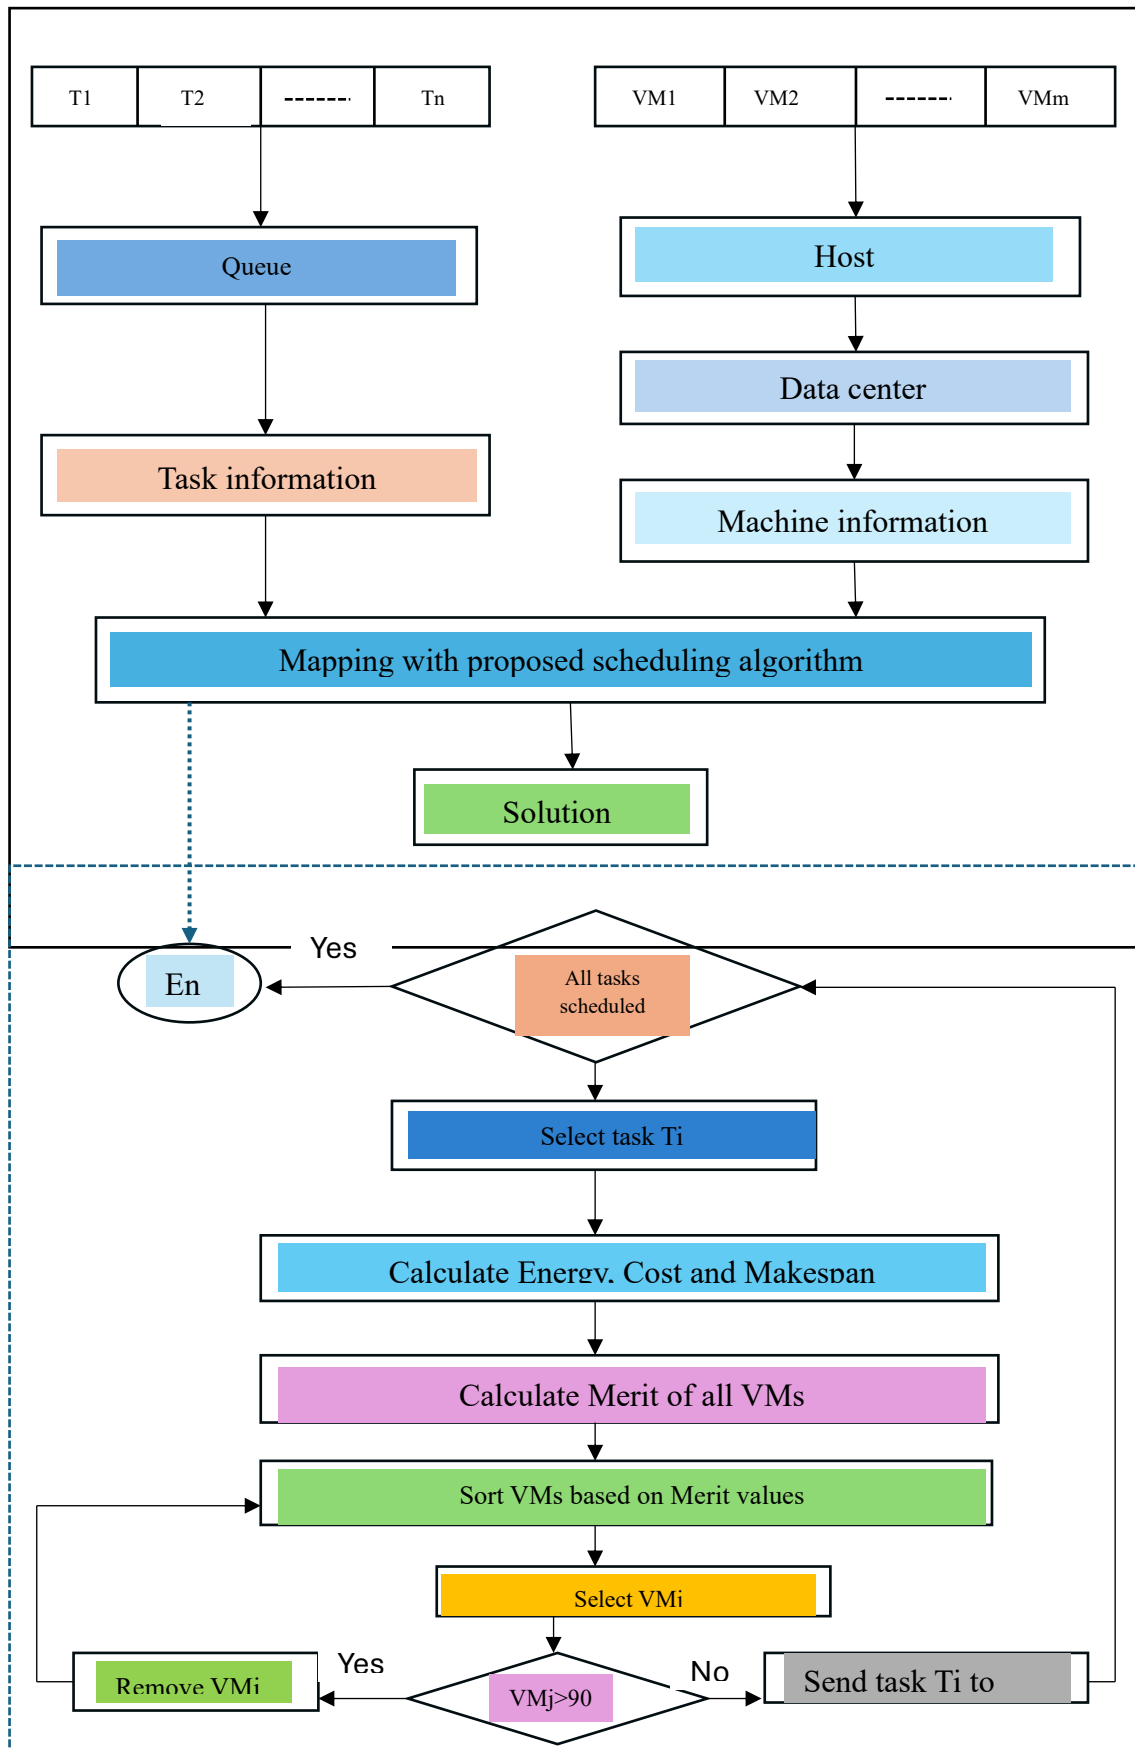 T1 T2 ------- Tn
VM1 VM2 ------- VMm
Queue
Host
Data center
Task information
Machine information
Mapping with proposed scheduling algorithm
Solution
Yes
En
All tasks
scheduled
Select task Ti
Calculate Energy, Cost and Makespan
Calculate Merit of all VMs
Sort VMs based on Merit values
Select VMj
Remove VMj
Yes
VMj>90
No
Send task Ti to